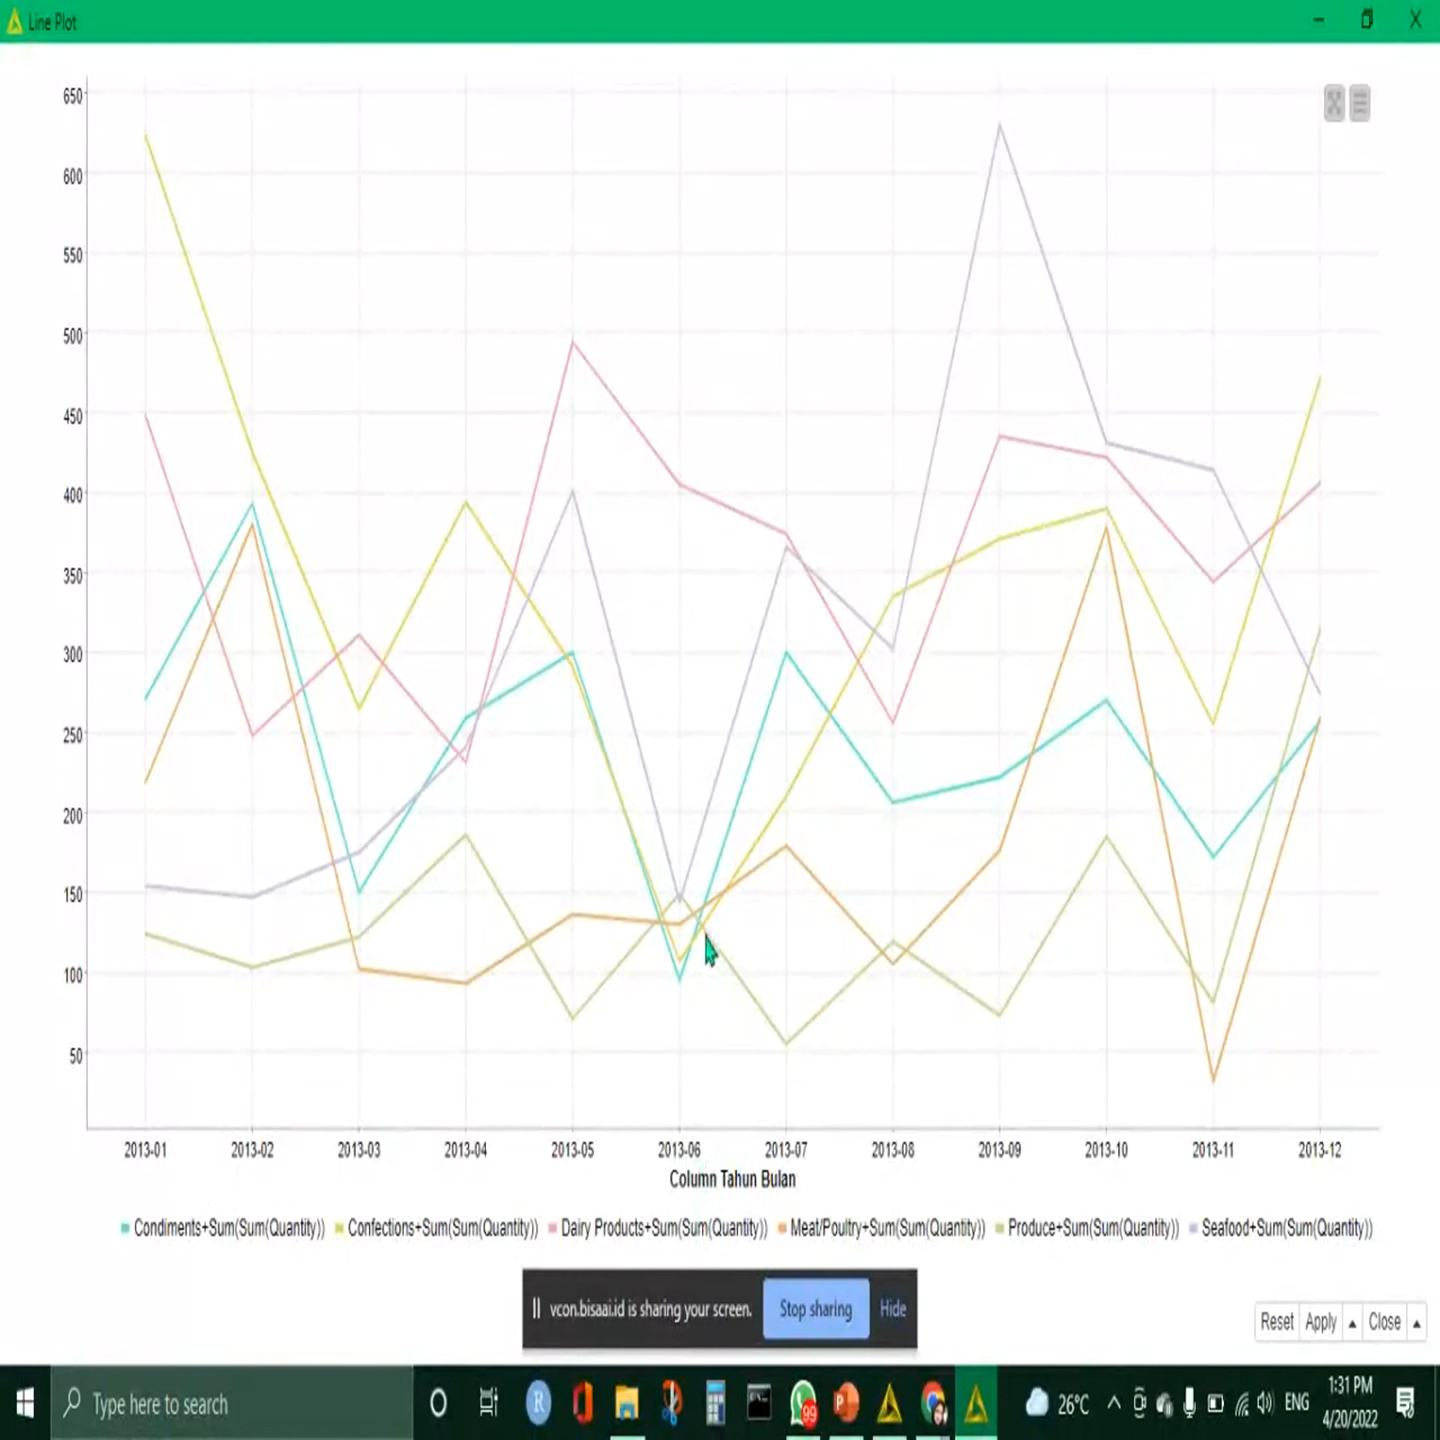 Line Plot
650
600
550
500
450
400
350
300
250
200
150
100
50
2013-01 2013-02 2013-03 2013-04 2013-05 2013-06 2013-07 2013-08 2013-09 2013-10 2013-11 2013-12
Column Tahun Bulan
Condiments+Sum(Sum(Quantity)) Confections+Sum(Sum(Quantity)) Dairy Products+Sum(Sum(Quantity)) Meat/Poultry+Sum(Sum(Quantity)) Produce+Sum(Sum(Quantity)) Seafood+Sum(Sum(Quantity))
vcon.bisaai.id is sharing your screen. Stop sharing Hide
Reset Apply Close
Type here to search
R
P
99
26°C
ENG
1:31 PM
4/20/2022